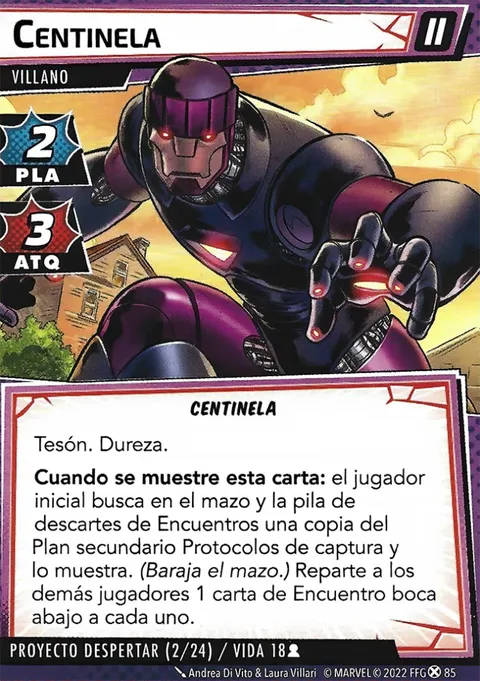 CENTINELA
II
VILLANO
2
PLA
3
ATQ
CENTINELA
Tesón. Dureza.
Cuando se muestre esta carta: el jugador
inicial busca en el mazo y la pila de
descartes de Encuentros una copia del
Plan secundario Protocolos de captura y
lo muestra. (Baraja el mazo.) Reparte a los
demás jugadores 1 carta de Encuentro boca
abajo a cada uno.
PROYECTO DESPERTAR (2/24) / VIDA 18
Andrea Di Vito & Laura Villari © MARVEL © 2022 FFG 85